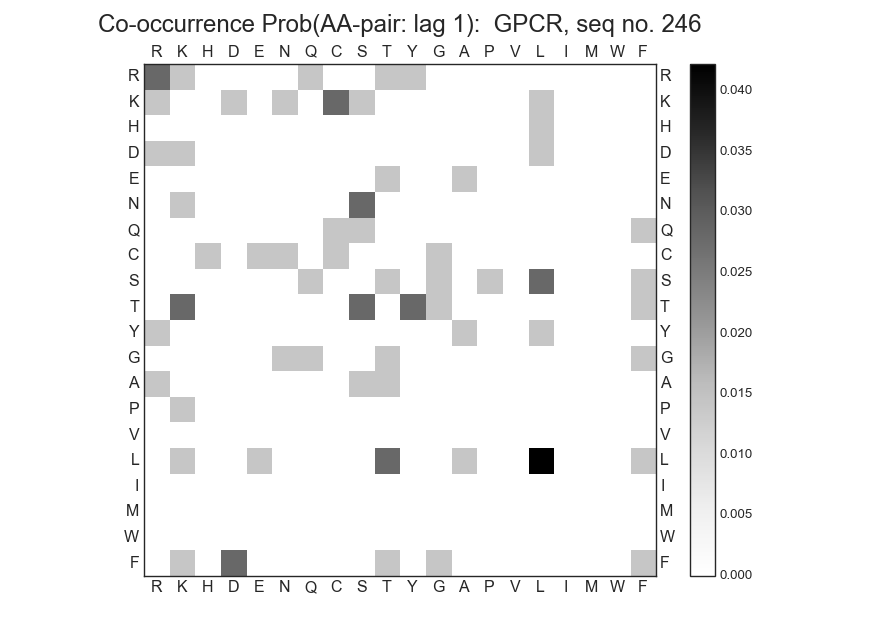 Co-occurrence Prob(AA-pair: lag 1):  GPCR, seq no. 246
R K H D E N Q C S T Y G A P V L I M W F
R R 0.040
K K
H H 0.035
D D
E E 0.030
N N
Q Q
C C 0.025
S S
T T 0.020
Y Y
G G 0.015
A A
P P
V V 0.010
L L
I I 0.005
M M
W W
F F 0.000
R K H D E N Q C S T Y G A P V L I M W F